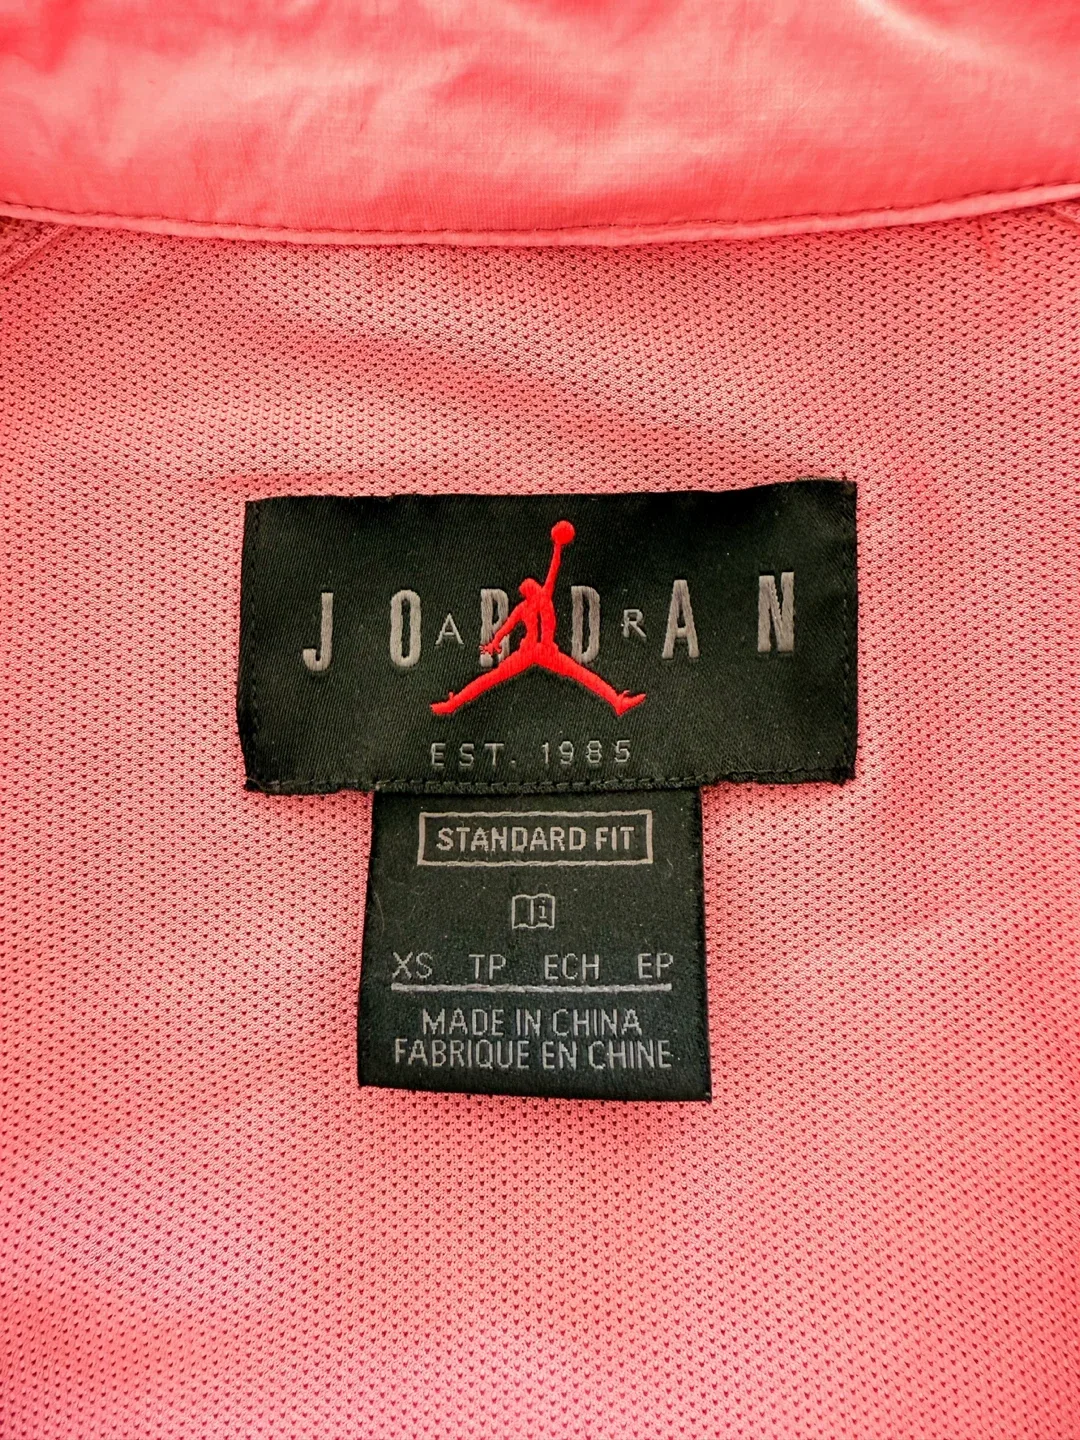 JORDAN
AIR
EST. 1985
STANDARD FIT
i
XS TP ECH EP
MADE IN CHINA
FABRIQUE EN CHINE